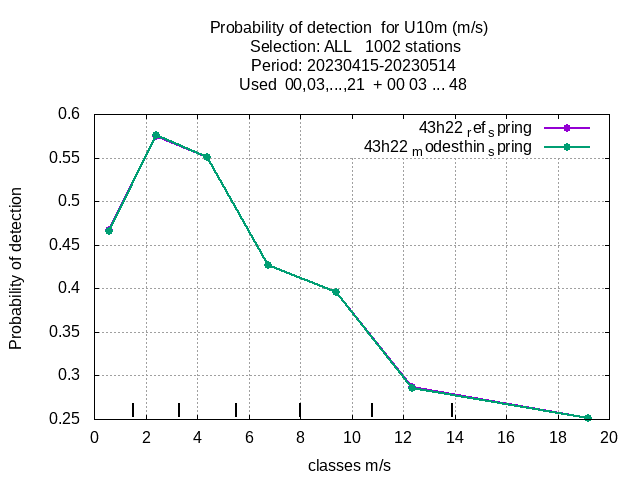 Probability of detection  for U10m (m/s)
Selection: ALL   1002 stations
Period: 20230415-20230514
Used  00,03,...,21  + 00 03 ... 48
43h22 ref spring
43h22 modesthin spring
0.6
0.55
0.5
0.45
0.4
0.35
0.3
0.25
Probability of detection
0 2 4 6 8 10 12 14 16 18 20
classes m/s